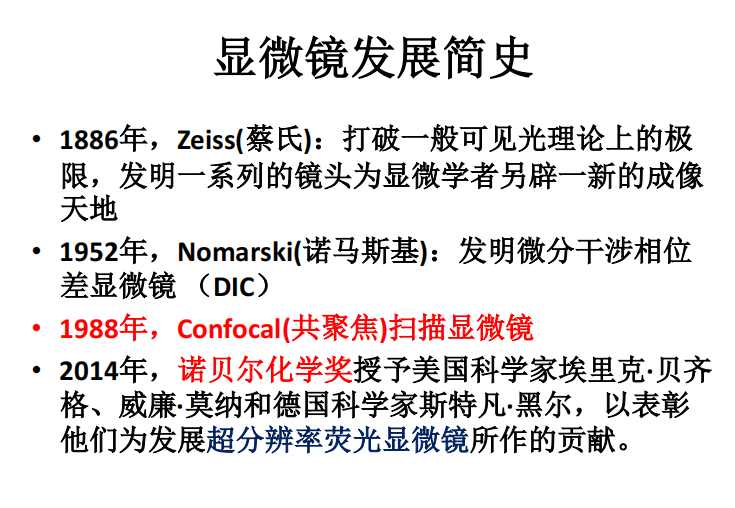 显微镜发展简史
• 1886年，Zeiss(蔡氏)：打破一般可见光理论上的极
限，发明一系列的镜头为显微学者另辟一新的成像
天地
• 1952年，Nomarski(诺马斯基)：发明微分干涉相位
差显微镜 （DIC）
• 1988年，Confocal(共聚焦)扫描显微镜
• 2014年，诺贝尔化学奖授予美国科学家埃里克·贝齐
格、威廉·莫纳和德国科学家斯特凡·黑尔，以表彰
他们为发展超分辨率荧光显微镜所作的贡献。